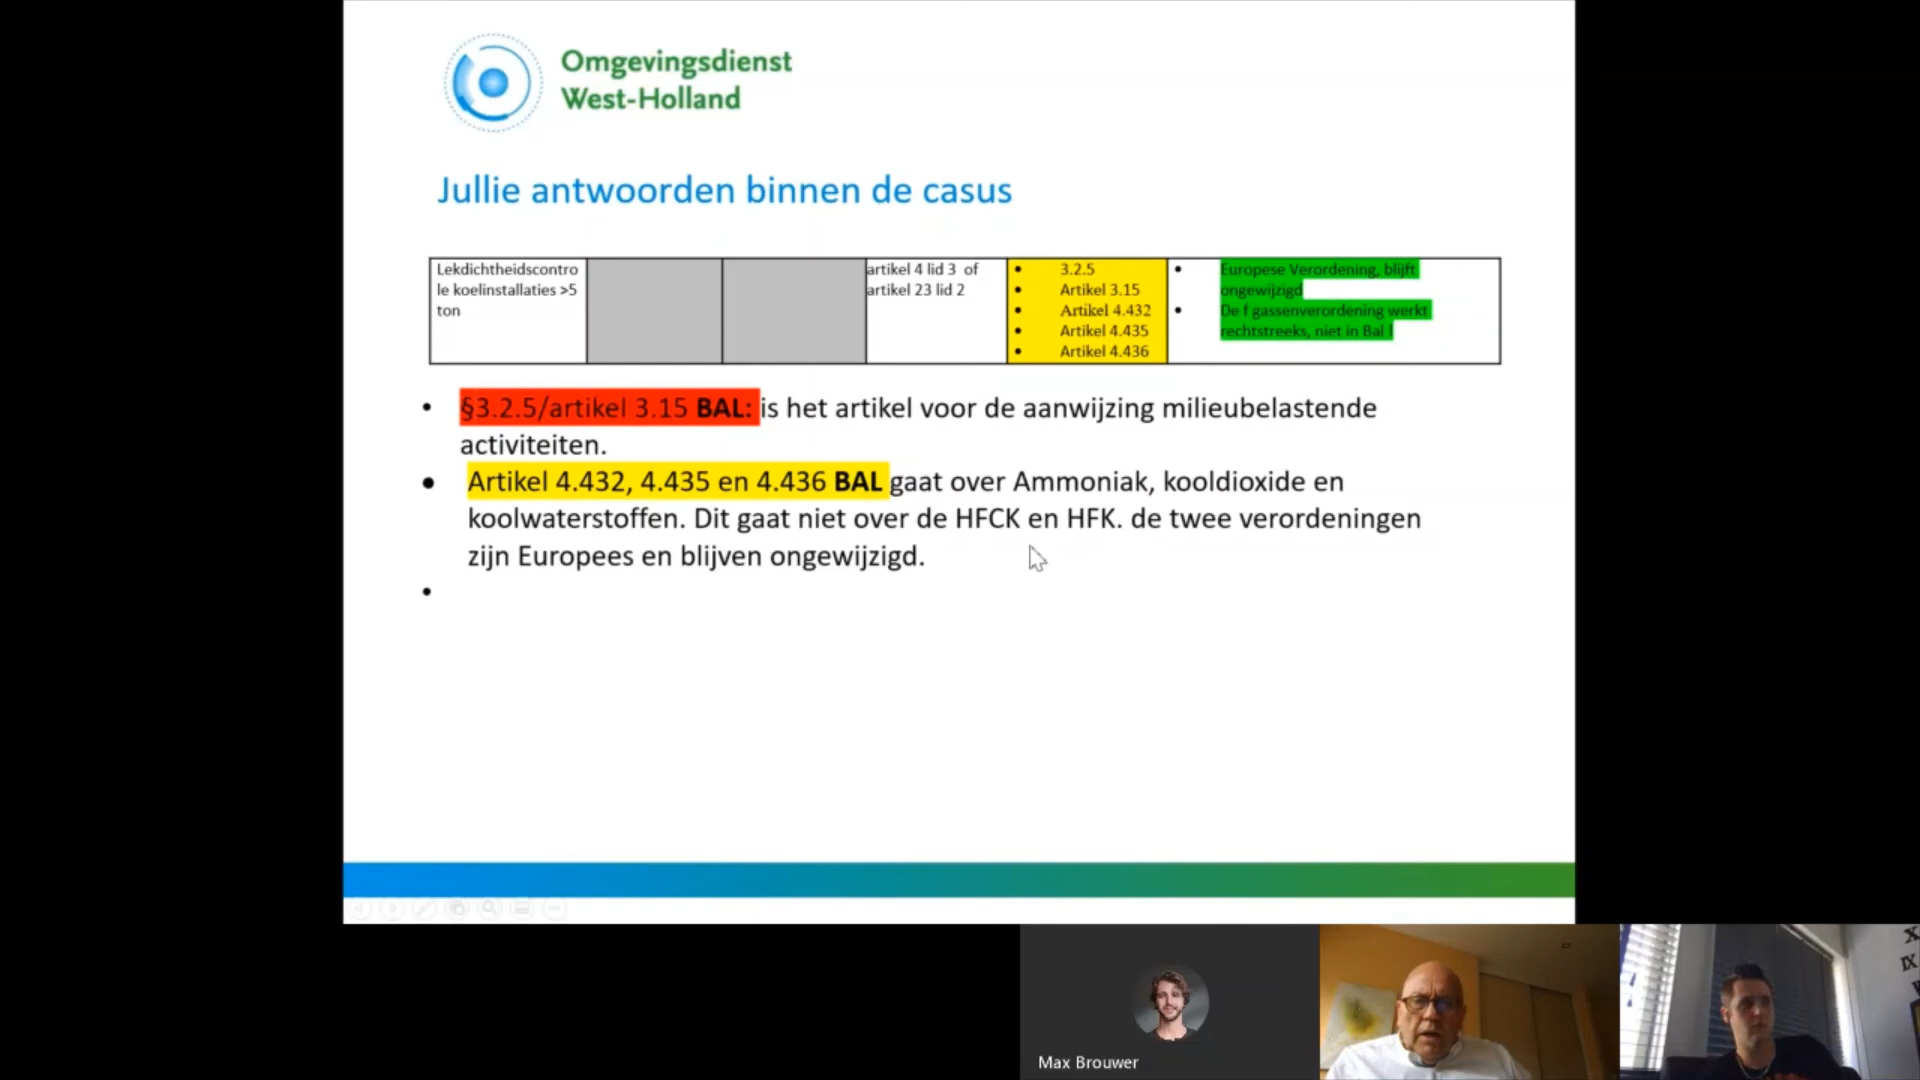 Omgevingsdienst
West-Holland
Jullie antwoorden binnen de casus
Lekdichtheidscontro
le koelinstallaties >5
ton
artikel 4 lid 3 of
artikel 23 lid 2
• 3.2.5
• Artikel 3.15
• Artikel 4.432
• Artikel 4.435
• Artikel 4.436
• Europese Verordening, blijft
ongewijzigd
• De f gassenverordening werkt
rechtstreeks, niet in Bal !
• §3.2.5/artikel 3.15 BAL: is het artikel voor de aanwijzing milieubelastende
activiteiten.
• Artikel 4.432, 4.435 en 4.436 BAL gaat over Ammoniak, kooldioxide en
koolwaterstoffen. Dit gaat niet over de HFCK en HFK. de twee verordeningen
zijn Europees en blijven ongewijzigd.
•
Max Brouwer
X
IX